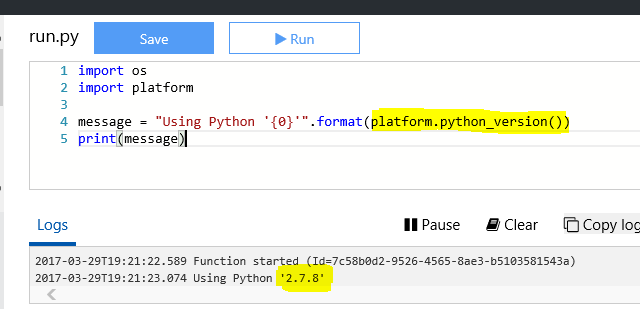 run.py
Save
Run
1 import os
2 import platform
3
4 message = "Using Python '{0}'".format(platform.python_version())
5 print(message)
Logs
Pause
Clear
Copy log
2017-03-29T19:21:22.589 Function started (Id=7c58b0d2-9526-4565-8ae3-b5103581543a)
2017-03-29T19:21:23.074 Using Python '2.7.8'